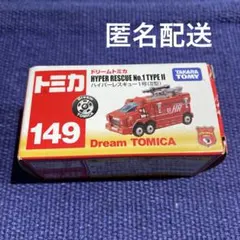 匿名配送
トミカ
ドリームトミカ
HYPER RESCUE No.1 TYPE II
ハイパーレスキュー1号(II型)
TAKARA TOMY
149
Dream TOMICA